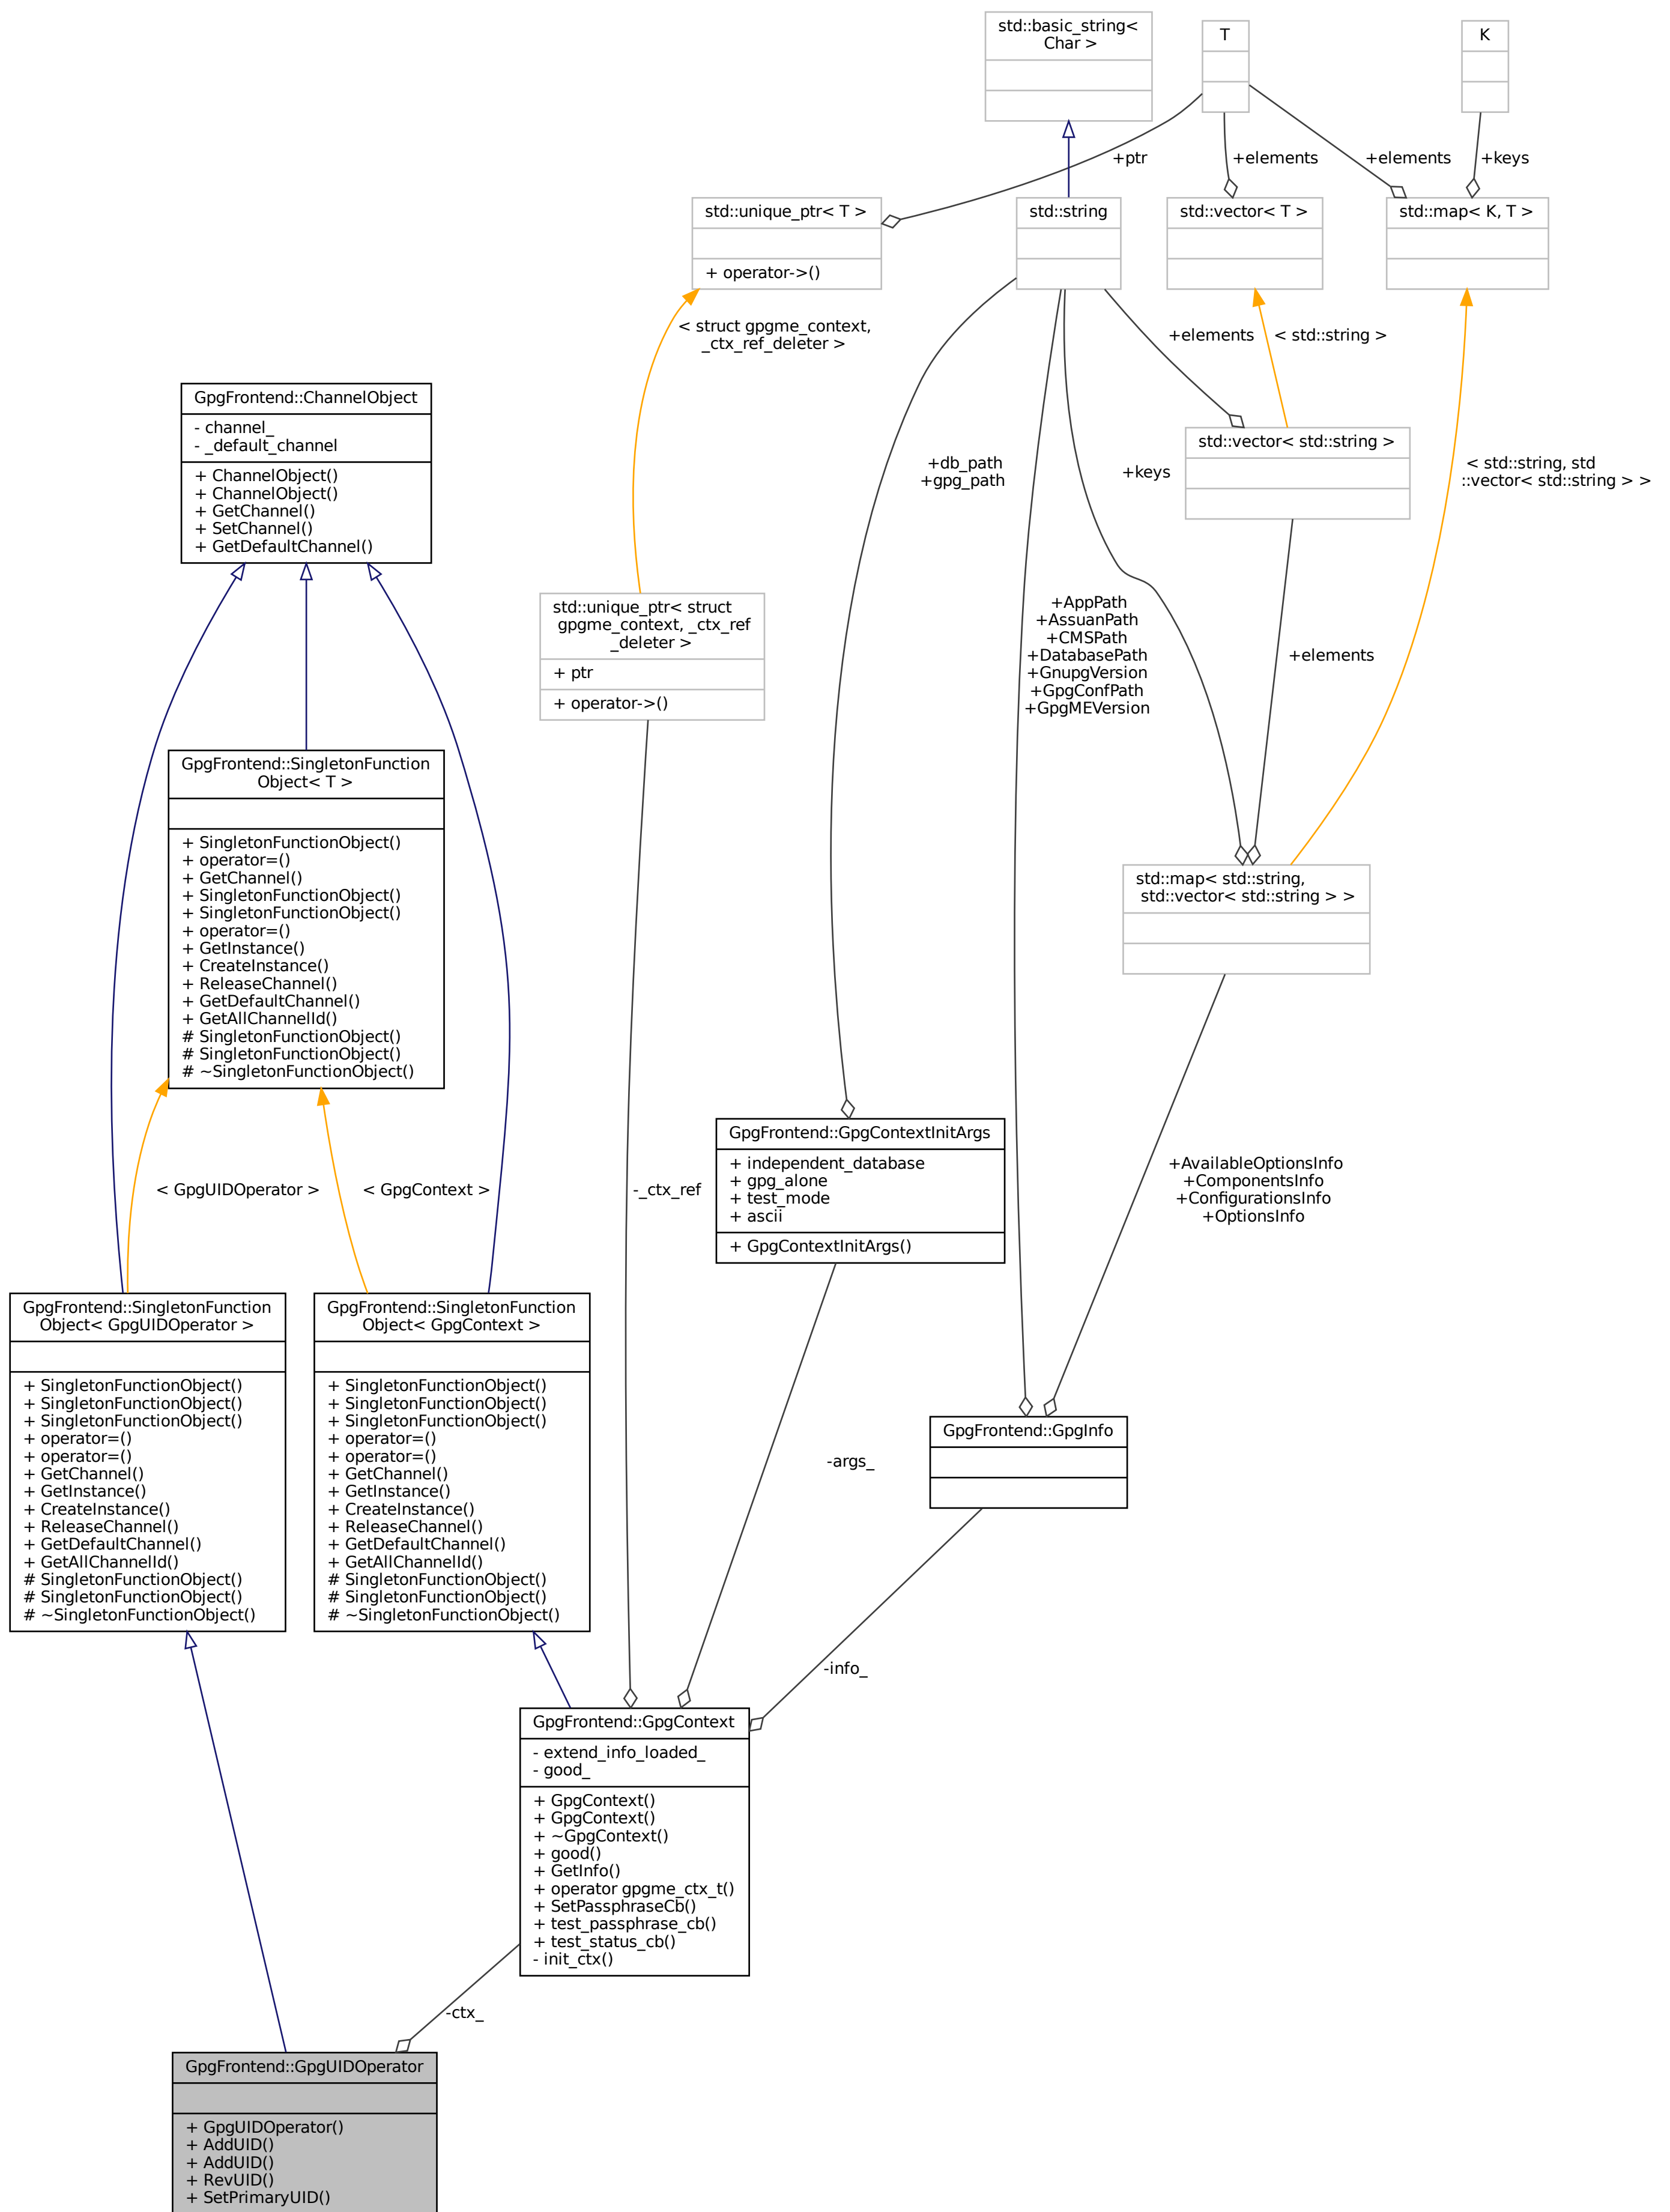 std::basic_string<
Char >
T
K
+ptr
+elements
+elements
+keys
std::unique_ptr< T >
+ operator->()
std::string
std::vector< T >
std::map< K, T >
< struct gpgme_context,
_ctx_ref_deleter >
+elements
< std::string >
GpgFrontend::ChannelObject
- channel_
- _default_channel
+ ChannelObject()
+ ChannelObject()
+ GetChannel()
+ SetChannel()
+ GetDefaultChannel()
+db_path
+gpg_path
+keys
std::vector< std::string >
< std::string, std
::vector< std::string > >
std::unique_ptr< struct
gpgme_context, _ctx_ref
_deleter >
+ ptr
+ operator->()
+AppPath
+AssuanPath
+CMSPath
+DatabasePath
+GnupgVersion
+GpgConfPath
+GpgMEVersion
+elements
GpgFrontend::SingletonFunction
Object< T >
+ SingletonFunctionObject()
+ operator=()
+ GetChannel()
+ SingletonFunctionObject()
+ SingletonFunctionObject()
+ operator=()
+ GetInstance()
+ CreateInstance()
+ ReleaseChannel()
+ GetDefaultChannel()
+ GetAllChannelId()
# SingletonFunctionObject()
# SingletonFunctionObject()
# ~SingletonFunctionObject()
std::map< std::string,
std::vector< std::string > >
< GpgUIDOperator >
< GpgContext >
-_ctx_ref
GpgFrontend::GpgContextInitArgs
+ independent_database
+ gpg_alone
+ test_mode
+ ascii
+ GpgContextInitArgs()
+AvailableOptionsInfo
+ComponentsInfo
+ConfigurationsInfo
+OptionsInfo
GpgFrontend::SingletonFunction
Object< GpgUIDOperator >
+ SingletonFunctionObject()
+ SingletonFunctionObject()
+ SingletonFunctionObject()
+ operator=()
+ operator=()
+ GetChannel()
+ GetInstance()
+ CreateInstance()
+ ReleaseChannel()
+ GetDefaultChannel()
+ GetAllChannelId()
# SingletonFunctionObject()
# SingletonFunctionObject()
# ~SingletonFunctionObject()
GpgFrontend::SingletonFunction
Object< GpgContext >
+ SingletonFunctionObject()
+ SingletonFunctionObject()
+ SingletonFunctionObject()
+ operator=()
+ operator=()
+ GetChannel()
+ GetInstance()
+ CreateInstance()
+ ReleaseChannel()
+ GetDefaultChannel()
+ GetAllChannelId()
# SingletonFunctionObject()
# SingletonFunctionObject()
# ~SingletonFunctionObject()
-args_
GpgFrontend::GpgInfo
-info_
GpgFrontend::GpgContext
- extend_info_loaded_
- good_
+ GpgContext()
+ GpgContext()
+ ~GpgContext()
+ good()
+ GetInfo()
+ operator gpgme_ctx_t()
+ SetPassphraseCb()
+ test_passphrase_cb()
+ test_status_cb()
- init_ctx()
-ctx_
GpgFrontend::GpgUIDOperator
+ GpgUIDOperator()
+ AddUID()
+ AddUID()
+ RevUID()
+ SetPrimaryUID()